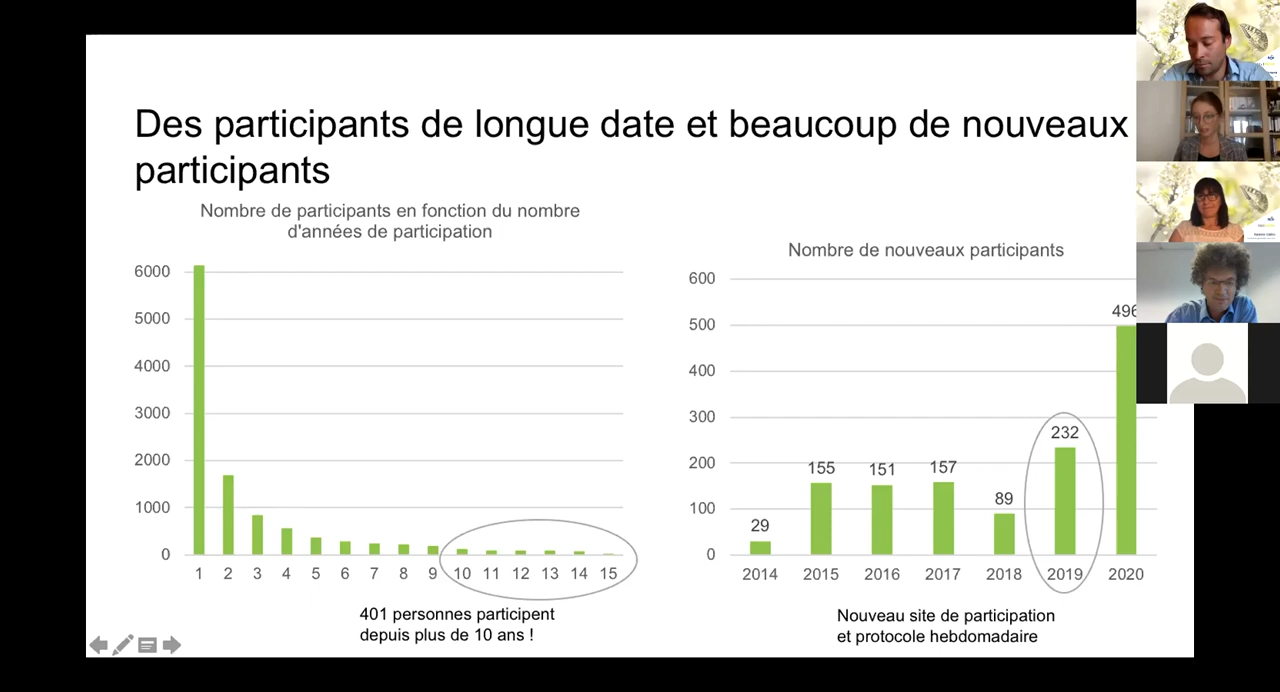 Des participants de longue date et beaucoup de nouveaux
participants
Nombre de participants en fonction du nombre
d'années de participation
6000
5000
4000
3000
2000
1000
0
1 2 3 4 5 6 7 8 9 10 11 12 13 14 15
401 personnes participent
depuis plus de 10 ans !
Nombre de nouveaux participants
600
500
400
300
200
100
0
29 155 151 157 89 232 496
2014 2015 2016 2017 2018 2019 2020
Nouveau site de participation
et protocole hebdomadaire